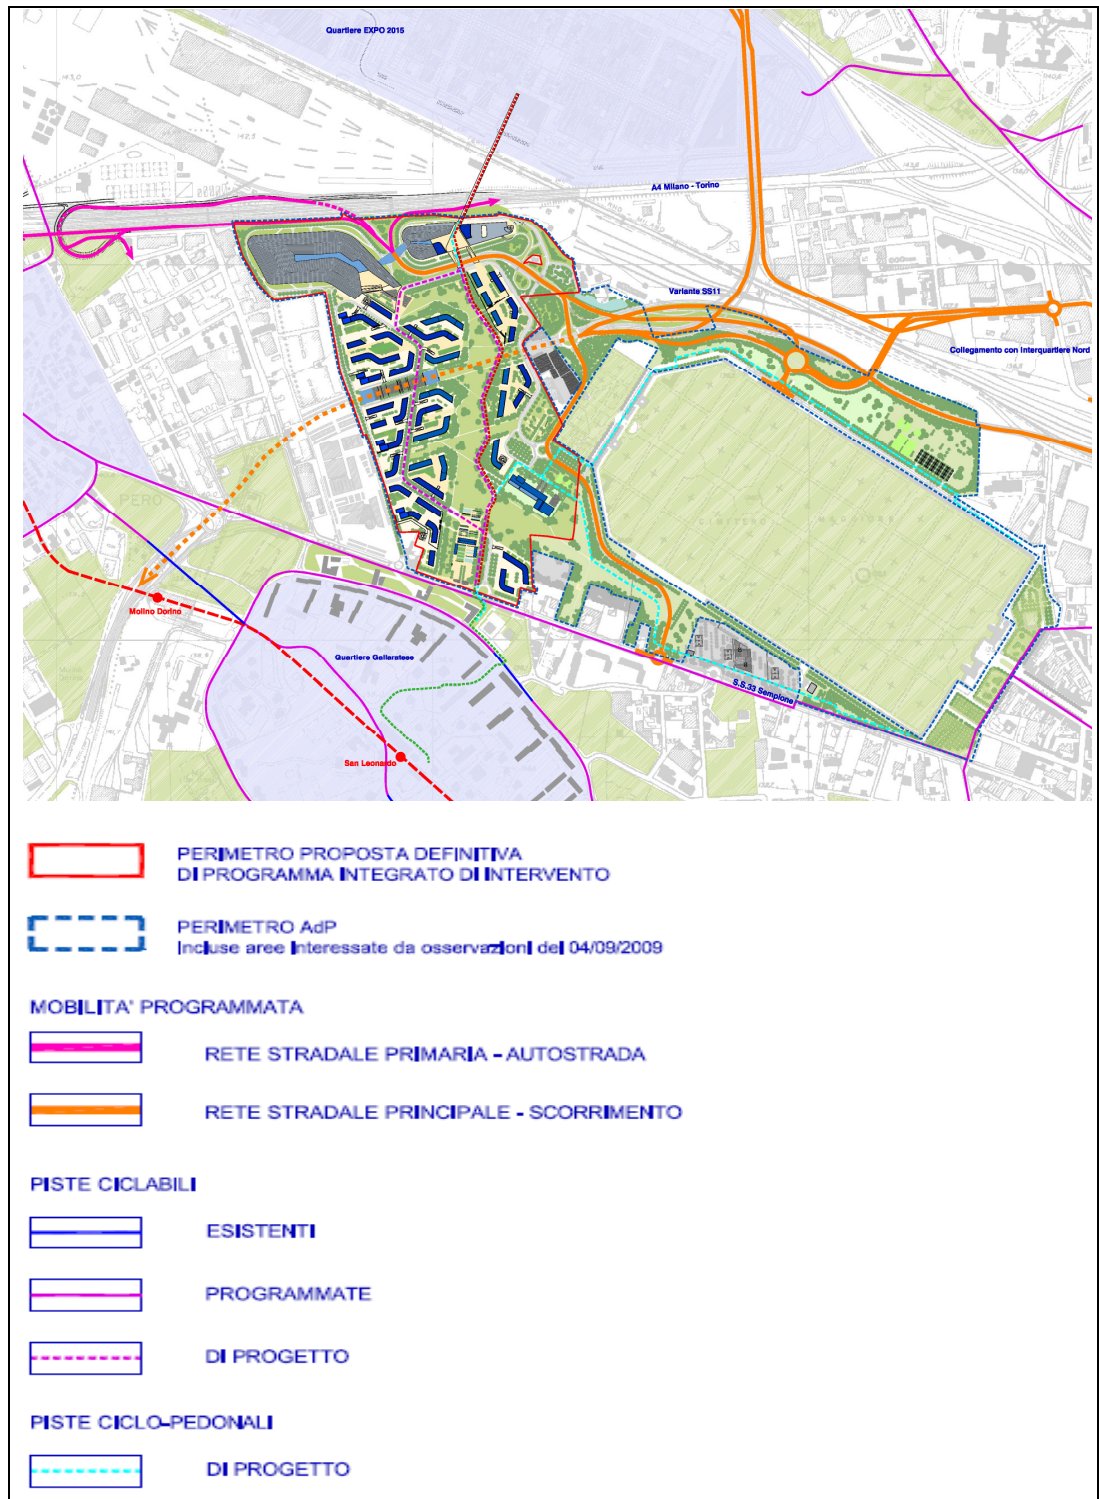 Quartiere EXPO 2015
A4 Milano - Torino
Variante SS11
Collegamento con Interquartiere Nord
PERO
Molino Dorino
Quartiere Gallaratese
S.S.33 Sempione
San Leonardo
PERIMETRO PROPOSTA DEFINITIVA
DI PROGRAMMA INTEGRATO DI INTERVENTO
PERIMETRO AdP
Incluse aree interessate da osservazioni del 04/09/2009
MOBILITA' PROGRAMMATA
RETE STRADALE PRIMARIA - AUTOSTRADA
RETE STRADALE PRINCIPALE - SCORRIMENTO
PISTE CICLABILI
ESISTENTI
PROGRAMMATE
DI PROGETTO
PISTE CICLO-PEDONALI
DI PROGETTO